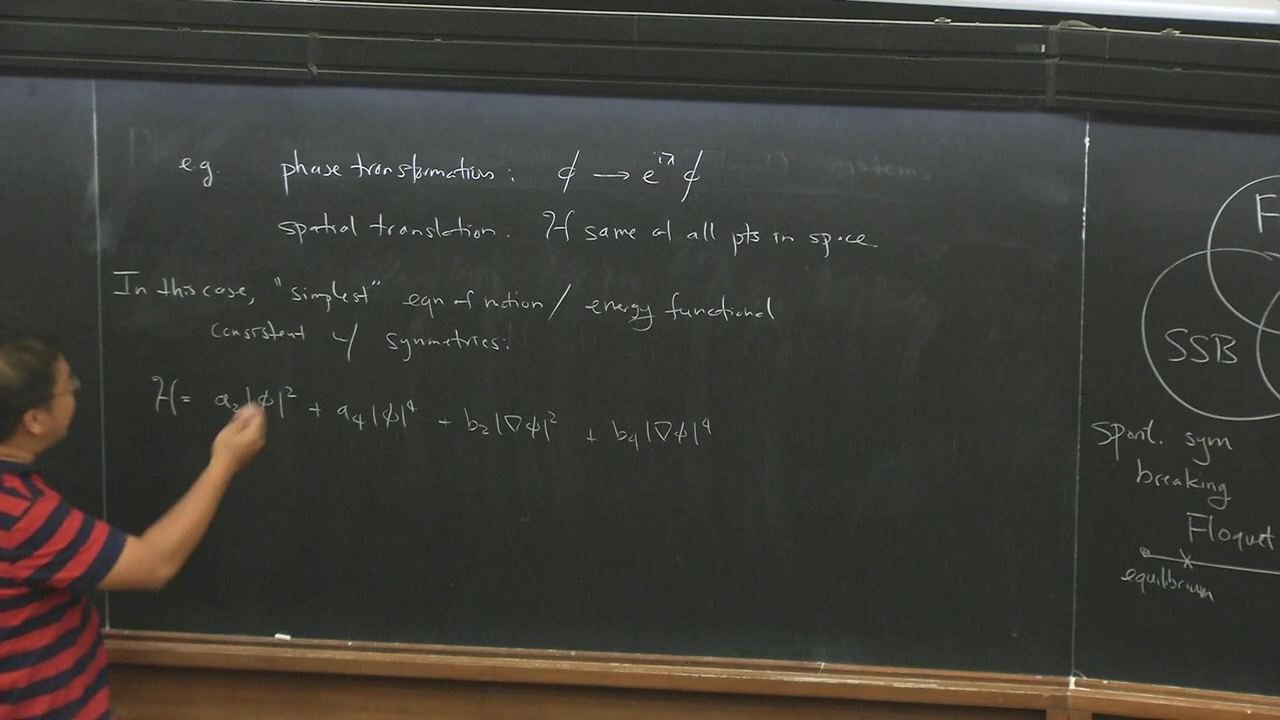 e.g. phase transformation: ϕ → e^{iλ} ϕ
spatial translation. ℋ same at all pts in space
In this case, "simplest" eqn of motion / energy functional
consistent w/ symmetries:
ℋ = a₂|ϕ|² + a₄|ϕ|⁴ + b₂|∇ϕ|² + b₄|∇ϕ|⁴
F
SSB
Spont. sym
breaking
Floquet
equilibrium